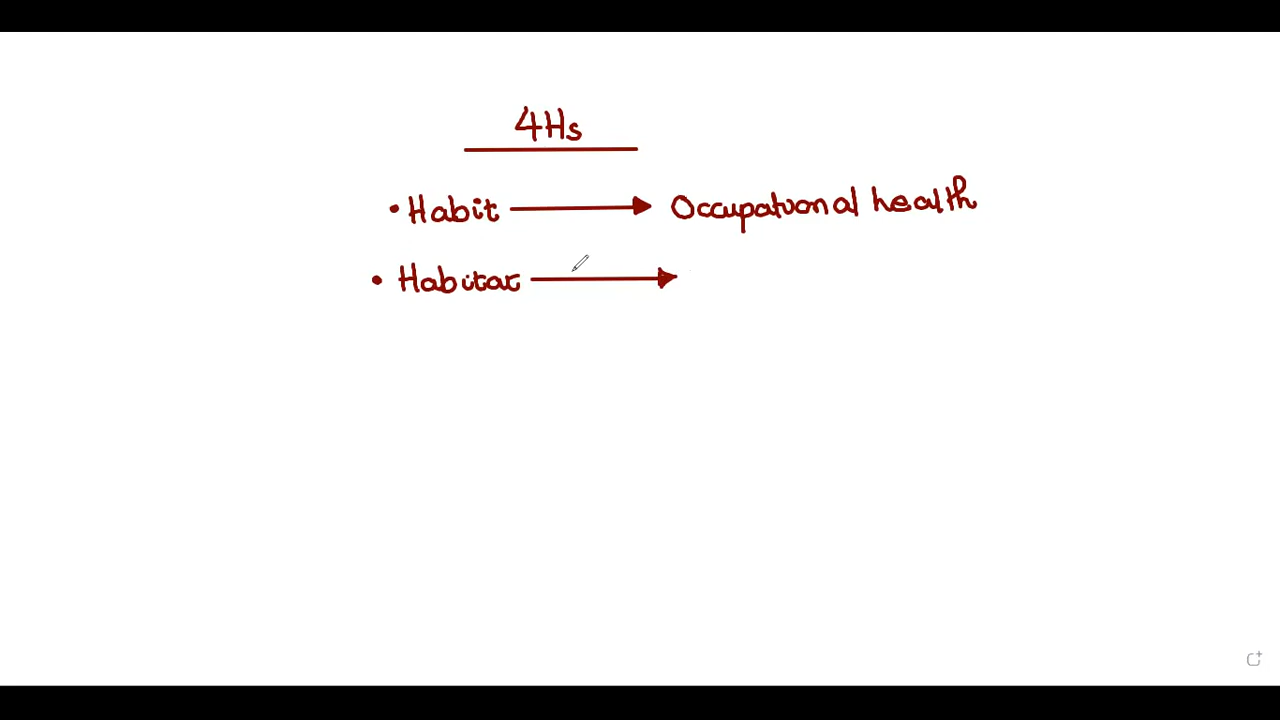 4Hs
• Habit → Occupational health
• Habitat →